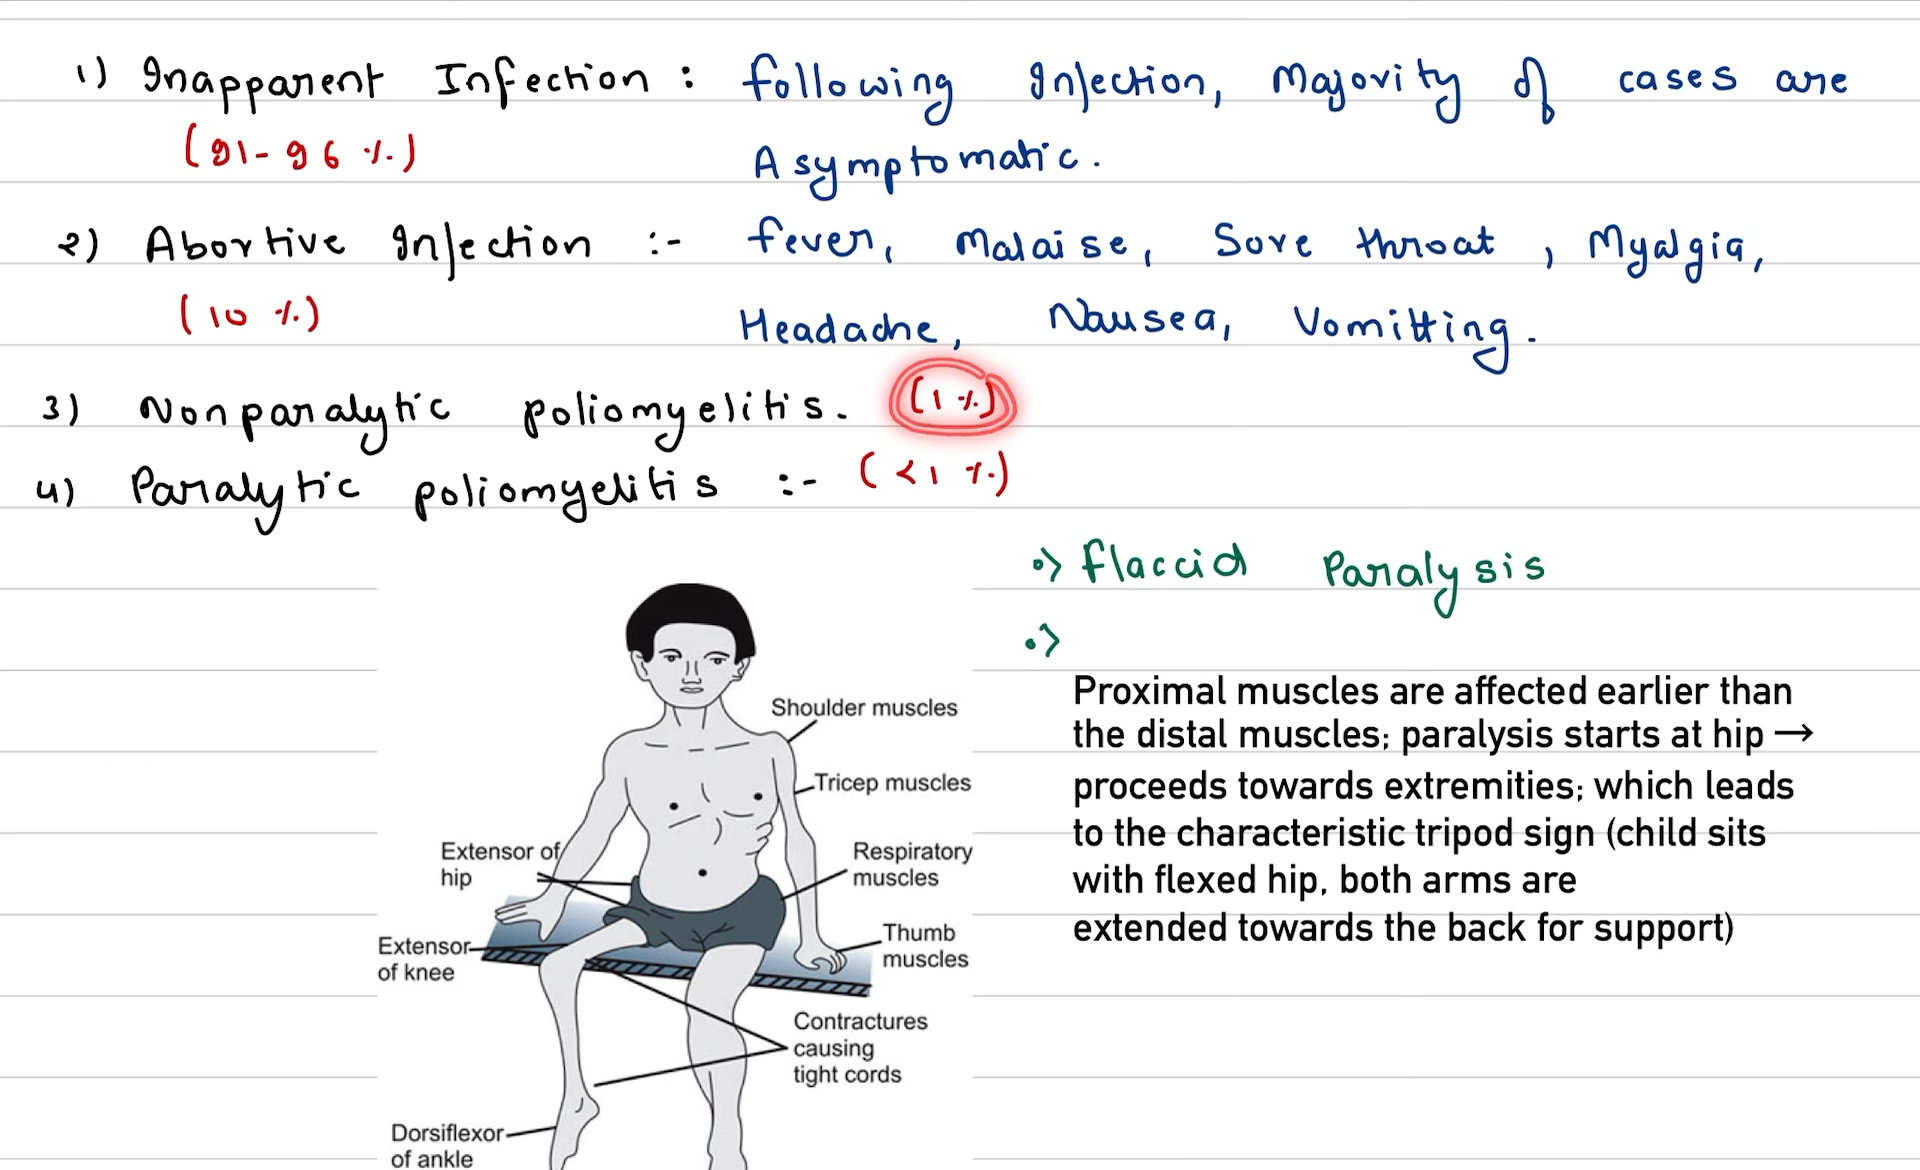 1) Inapparent Infection : following Infection, Majority of cases are
(91-96 %) Asymptomatic.
2) Abortive Infection :- fever, Malaise, Sore throat, Myalgia,
(10 %) Headache, Nausea, Vomitting.
3) Nonparalytic poliomyelitis. (1 %)
4) Paralytic poliomyelitis :- (<1 %)
•> flaccid Paralysis
•>
Proximal muscles are affected earlier than
the distal muscles; paralysis starts at hip →
proceeds towards extremities; which leads
to the characteristic tripod sign (child sits
with flexed hip, both arms are
extended towards the back for support)
Shoulder muscles
Tricep muscles
Extensor of
hip
Respiratory
muscles
Extensor
of knee
Thumb
muscles
Contractures
causing
tight cords
Dorsiflexor
of ankle